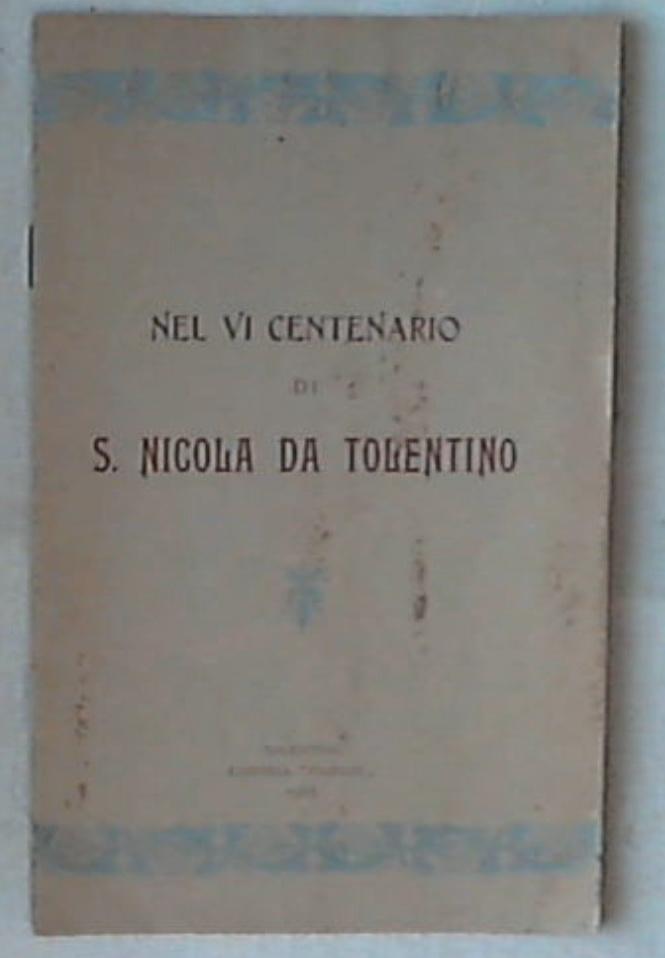 NEL VI CENTENARIO
DI
S. NICOLA DA TOLENTINO